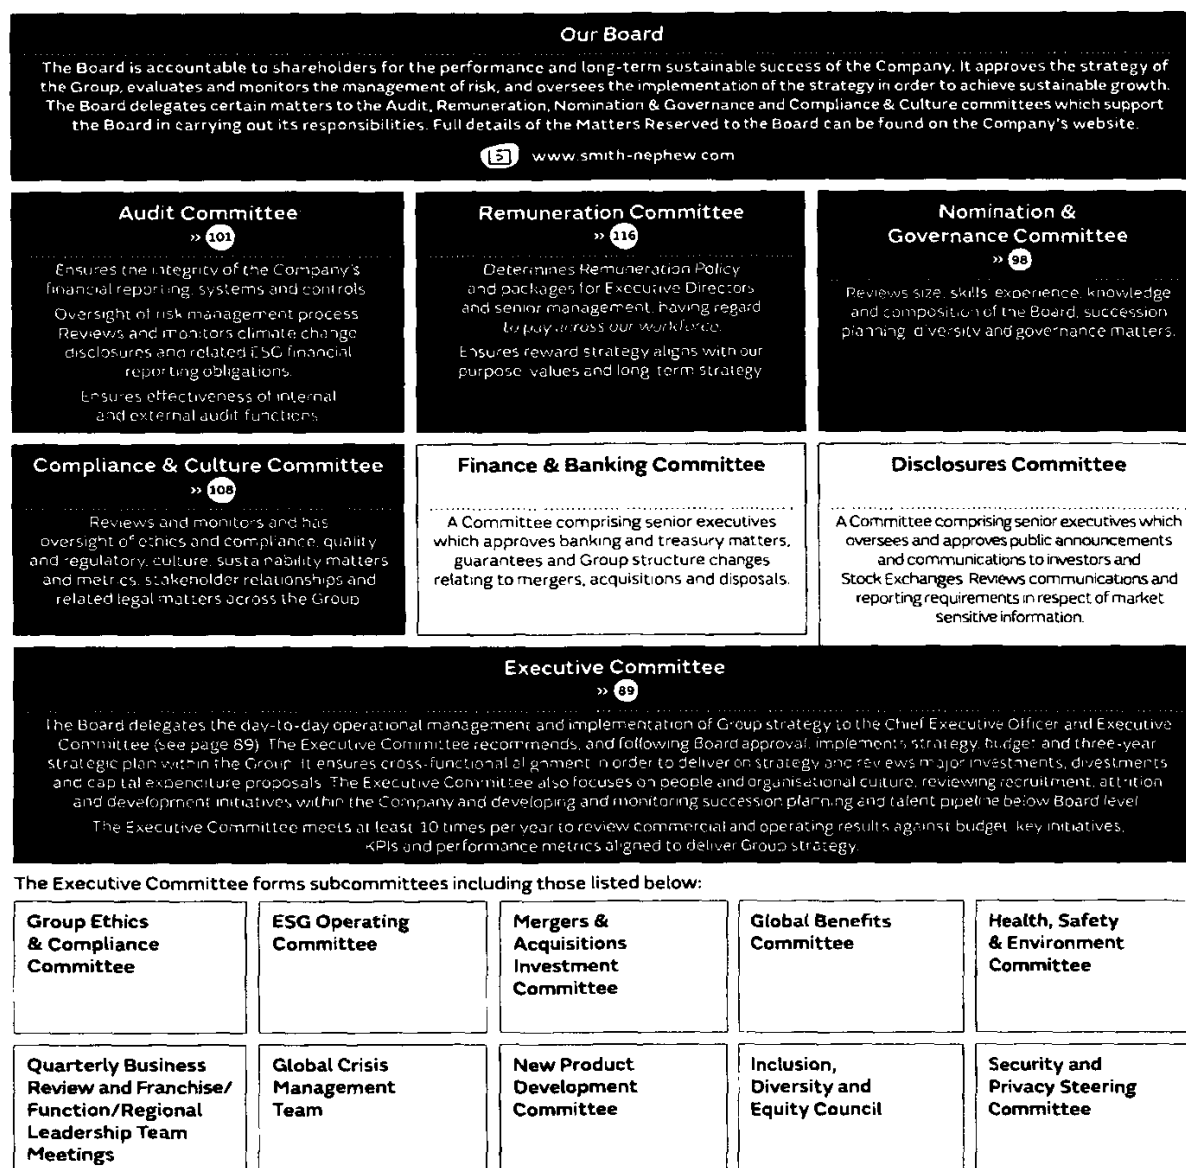 Our Board
The Board is accountable to shareholders for the performance and long-term sustainable success of the Company. It approves the strategy of
the Group, evaluates and monitors the management of risk, and oversees the implementation of the strategy in order to achieve sustainable growth.
The Board delegates certain matters to the Audit, Remuneration, Nomination & Governance and Compliance & Culture committees which support
the Board in carrying out its responsibilities. Full details of the Matters Reserved to the Board can be found on the Company's website.
www.smith-nephew com
Audit Committee
›› 101
Ensures the integrity of the Company's
financial reporting, systems and controls
Oversight of risk management process
Reviews and monitors climate change
disclosures and related ESG financial
reporting obligations.
Ensures effectiveness of internal
and external audit functions
Remuneration Committee
›› 116
Determines Remuneration Policy
and packages for Executive Directors
and senior management, having regard
to pay across our workforce.
Ensures reward strategy aligns with our
purpose values and long-term strategy
Nomination &
Governance Committee
›› 98
Reviews size, skills, experience, knowledge
and composition of the Board, succession
planning, diversity and governance matters.
Compliance & Culture Committee
›› 108
Reviews and monitors and has
oversight of ethics and compliance, quality
and regulatory, culture, sustainability matters
and metrics, stakeholder relationships and
related legal matters across the Group
Finance & Banking Committee
A Committee comprising senior executives
which approves banking and treasury matters,
guarantees and Group structure changes
relating to mergers, acquisitions and disposals.
Disclosures Committee
A Committee comprising senior executives which
oversees and approves public announcements
and communications to investors and
Stock Exchanges Reviews communications and
reporting requirements in respect of market
sensitive information.
Executive Committee
›› 89
The Board delegates the day-to-day operational management and implementation of Group strategy to the Chief Executive Officer and Executive
Committee (see page 89) The Executive Committee recommends, and following Board approval, implements strategy, budget and three-year
strategic plan within the Group. It ensures cross-functional alignment in order to deliver on strategy and reviews major investments, divestments
and capital expenditure proposals The Executive Committee also focuses on people and organisational culture, reviewing recruitment, attrition
and development initiatives within the Company and developing and monitoring succession planning and talent pipeline below Board level
The Executive Committee meets at least 10 times per year to review commercial and operating results against budget, key initiatives,
KPIs and performance metrics aligned to deliver Group strategy.
The Executive Committee forms subcommittees including those listed below:
Group Ethics
& Compliance
Committee
ESG Operating
Committee
Mergers &
Acquisitions
Investment
Committee
Global Benefits
Committee
Health, Safety
& Environment
Committee
Quarterly Business
Review and Franchise/
Function/Regional
Leadership Team
Meetings
Global Crisis
Management
Team
New Product
Development
Committee
Inclusion,
Diversity and
Equity Council
Security and
Privacy Steering
Committee